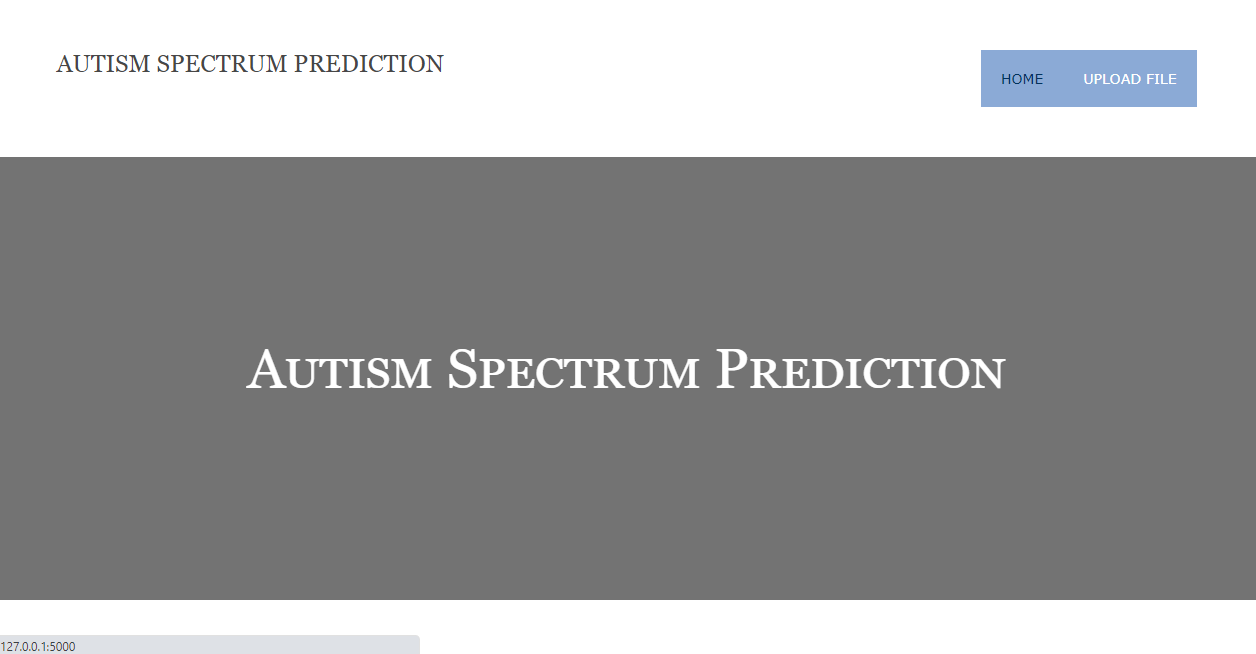 AUTISM SPECTRUM PREDICTION
HOME UPLOAD FILE
Autism Spectrum Prediction
127.0.0.1:5000